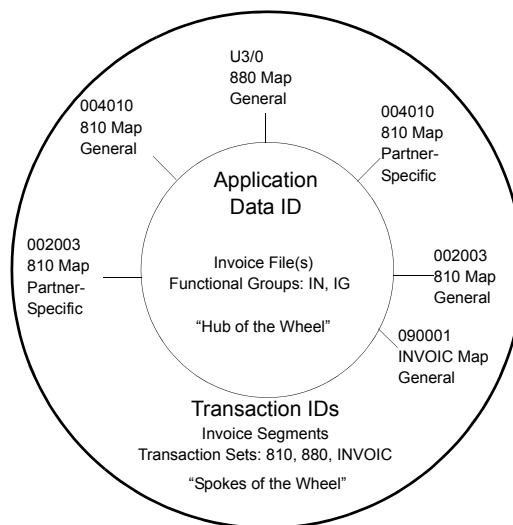 U3/0
880 Map
General
004010
810 Map
General
004010
810 Map
Partner-
Specific
Application
Data ID
002003
810 Map
Partner-
Specific
Invoice File(s)
Functional Groups: IN, IG
“Hub of the Wheel”
002003
810 Map
General
090001
INVOIC Map
General
Transaction IDs
Invoice Segments
Transaction Sets: 810, 880, INVOIC
“Spokes of the Wheel”